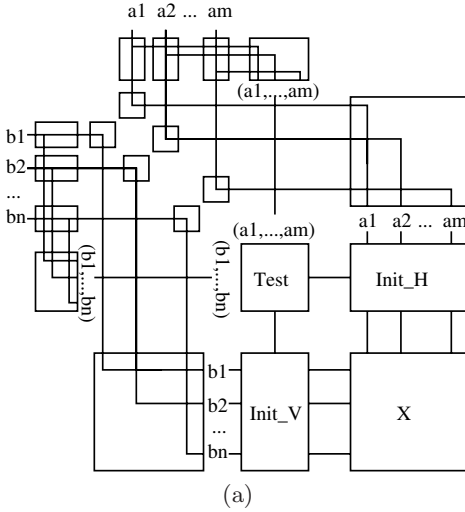 a1 a2 ... am
(a1,...,am)
b1
b2
...
bn
(b1,...,bn)
(b1,...,bn)
(a1,...,am)
a1 a2 ... am
Test
Init_H
b1
b2
...
bn
Init_V
X
(a)